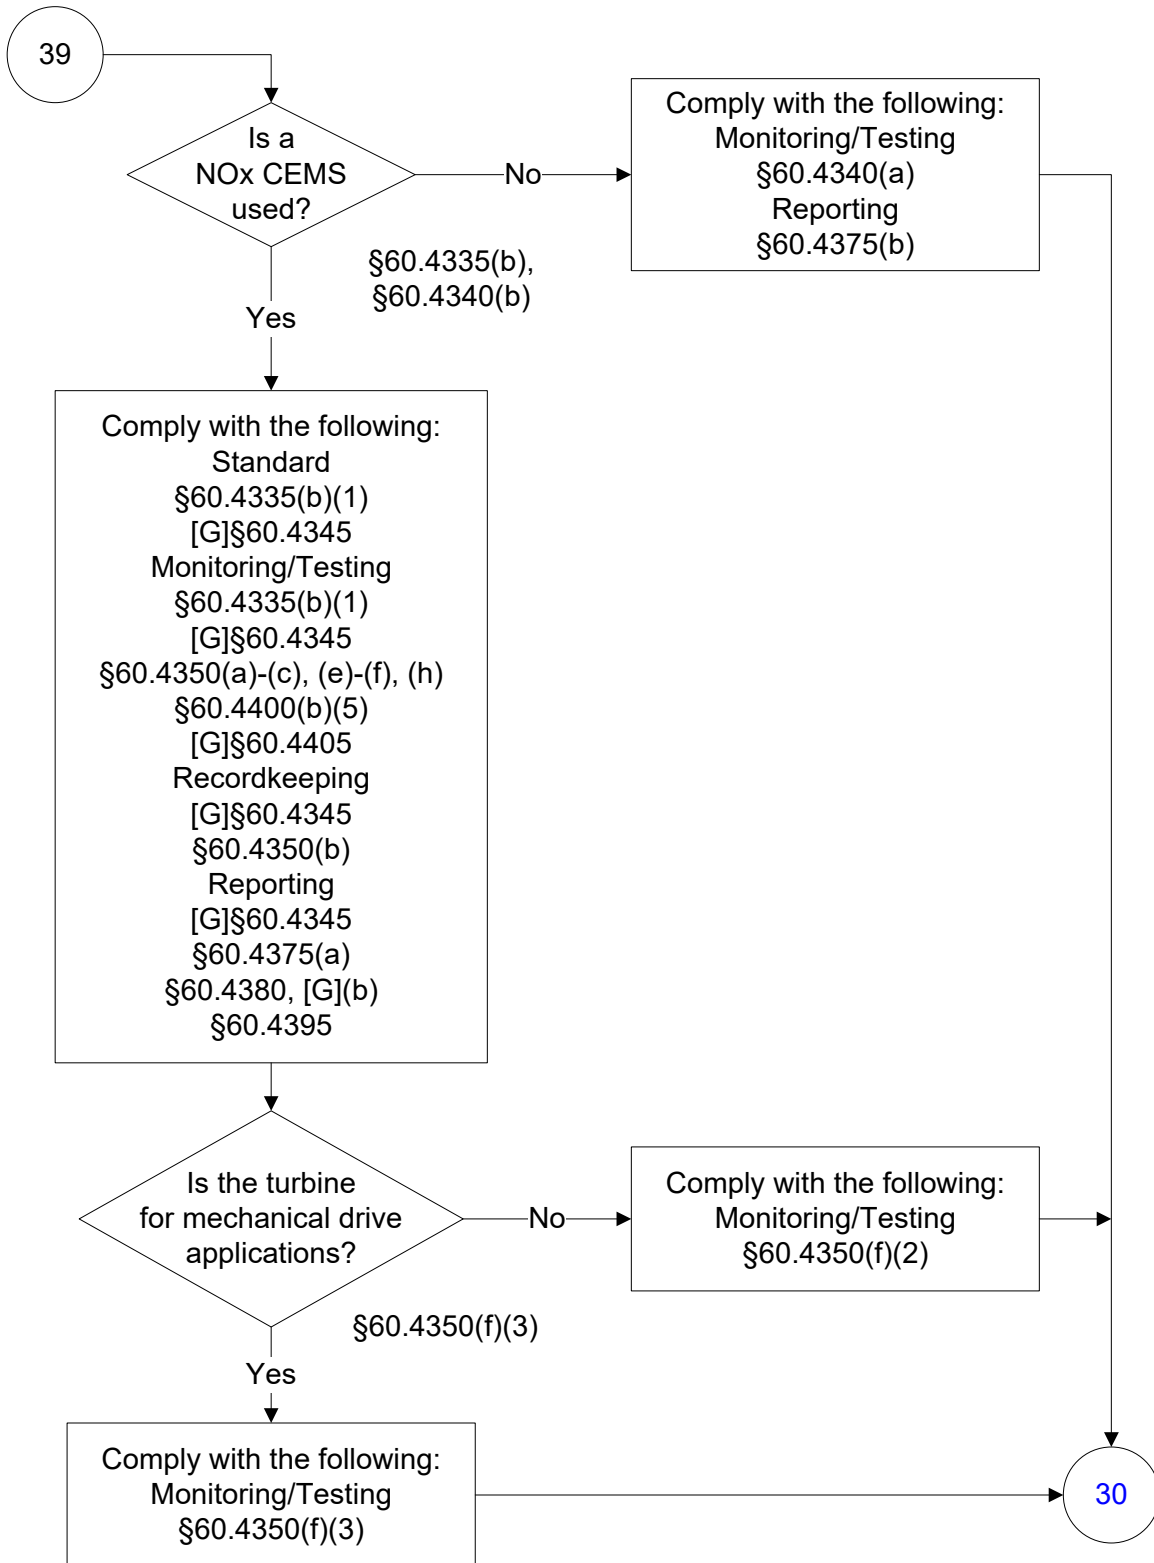 39
Is a
NOx CEMS
used?
No
Comply with the following:
Monitoring/Testing
§60.4340(a)
Reporting
§60.4375(b)
§60.4335(b),
§60.4340(b)
Yes
Comply with the following:
Standard
§60.4335(b)(1)
[G]§60.4345
Monitoring/Testing
§60.4335(b)(1)
[G]§60.4345
§60.4350(a)-(c), (e)-(f), (h)
§60.4400(b)(5)
[G]§60.4405
Recordkeeping
[G]§60.4345
§60.4350(b)
Reporting
[G]§60.4345
§60.4375(a)
§60.4380, [G](b)
§60.4395
Is the turbine
for mechanical drive
applications?
No
Comply with the following:
Monitoring/Testing
§60.4350(f)(2)
§60.4350(f)(3)
Yes
Comply with the following:
Monitoring/Testing
§60.4350(f)(3)
30